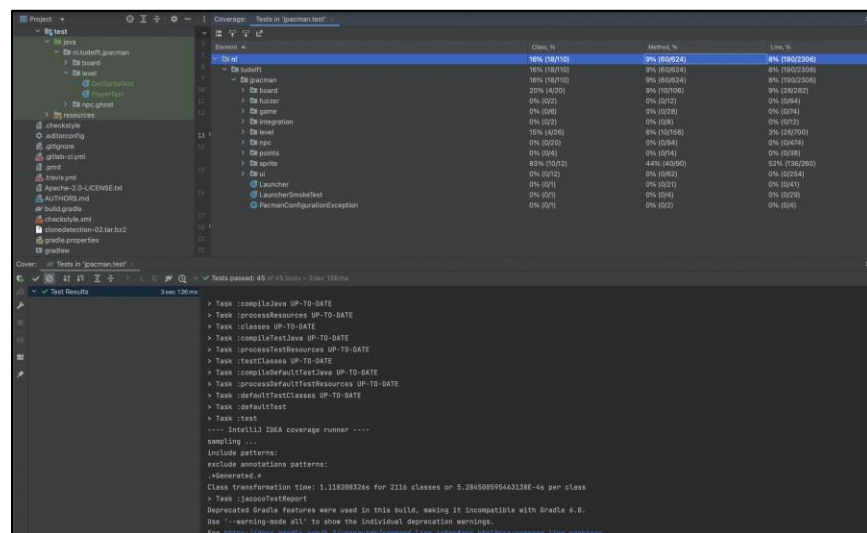 Project
Coverage: Tests in 'jpacman.test'
test
java
nl.tudelft.jpacman
board
level
GetSpriteTest
PlayerTest
npc.ghost
resources
.checkstyle
.editorconfig
.gitignore
.gitlab-ci.yml
.pmd
.travis.yml
Apache-2.0-LICENSE.txt
AUTHORS.md
build.gradle
checkstyle.xml
clonedetection-02.tar.bz2
gradle.properties
gradlew
Element Class, % Method, % Line, %
nl 16% (18/110) 9% (60/624) 8% (190/2306)
tudelft 16% (18/110) 9% (60/624) 8% (190/2306)
jpacman 16% (18/110) 9% (60/624) 8% (190/2306)
board 20% (4/20) 9% (10/106) 9% (28/282)
fuzzer 0% (0/2) 0% (0/12) 0% (0/64)
game 0% (0/6) 0% (0/28) 0% (0/74)
integration 0% (0/2) 0% (0/8) 0% (0/12)
level 15% (4/26) 6% (10/156) 3% (26/700)
npc 0% (0/20) 0% (0/94) 0% (0/474)
points 0% (0/4) 0% (0/14) 0% (0/38)
sprite 83% (10/12) 44% (40/90) 52% (136/260)
ui 0% (0/12) 0% (0/62) 0% (0/254)
Launcher 0% (0/1) 0% (0/21) 0% (0/41)
LauncherSmokeTest 0% (0/1) 0% (0/4) 0% (0/29)
PacmanConfigurationException 0% (0/1) 0% (0/2) 0% (0/4)
Cover: Tests in 'jpacman.test'
Tests passed: 45 of 45 tests – 3 sec 136 ms
Test Results 3 sec 136 ms
> Task :compileJava UP-TO-DATE
> Task :processResources UP-TO-DATE
> Task :classes UP-TO-DATE
> Task :compileTestJava UP-TO-DATE
> Task :processTestResources UP-TO-DATE
> Task :testClasses UP-TO-DATE
> Task :compileDefaultTestJava UP-TO-DATE
> Task :processDefaultTestResources UP-TO-DATE
> Task :defaultTestClasses UP-TO-DATE
> Task :defaultTest
> Task :test
---- IntelliJ IDEA coverage runner ----
sampling ...
include patterns:
exclude annotations patterns:
.*Generated.*
Class transformation time: 1.118200326s for 2116 classes or 5.284500595463138E-4s per class
> Task :jacocoTestReport
Deprecated Gradle features were used in this build, making it incompatible with Gradle 6.0.
Use '--warning-mode all' to show the individual deprecation warnings.